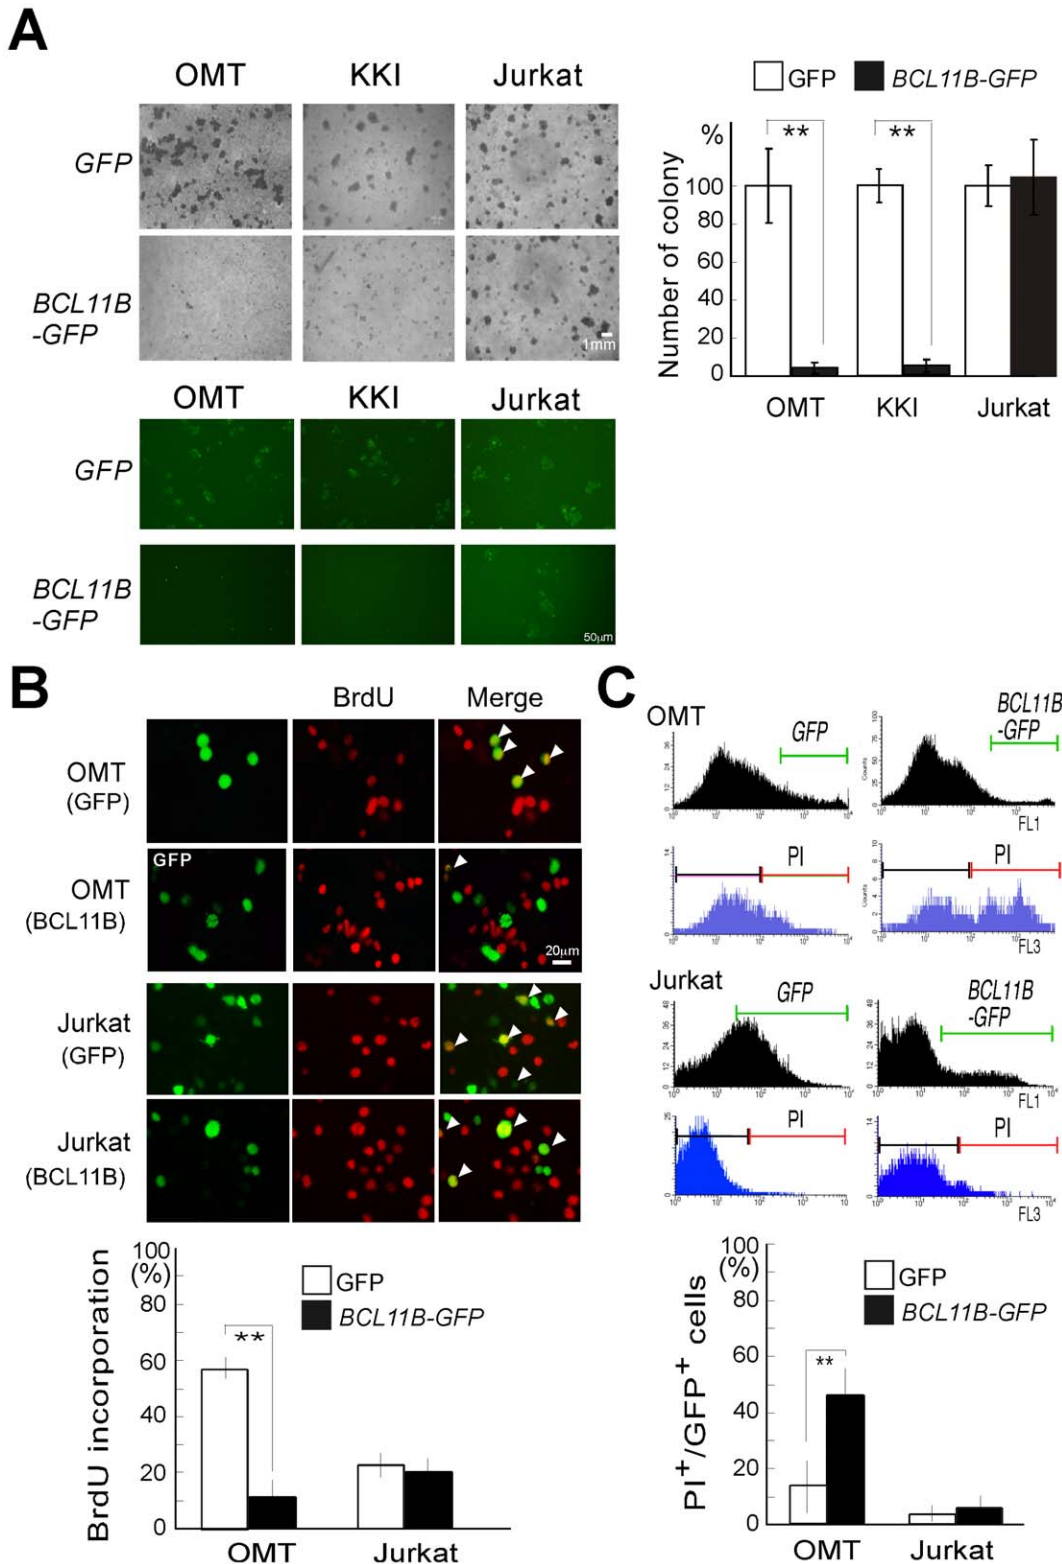 A
OMT KKI Jurkat
GFP
BCL11B
-GFP
1mm
OMT KKI Jurkat
GFP
BCL11B
-GFP
50μm
GFP BCL11B-GFP
%
Number of colony
100
80
60
40
20
0
** **
OMT KKI Jurkat
B
BrdU Merge
OMT
(GFP)
GFP
OMT
(BCL11B)
20μm
Jurkat
(GFP)
Jurkat
(BCL11B)
BrdU incorporation
100
(%)
80
60
40
20
0
GFP
BCL11B-GFP
**
OMT Jurkat
C
OMT
GFP
BCL11B
-GFP
Counts
FL1
PI
PI
Counts
FL3
Jurkat
GFP
BCL11B
-GFP
FL1
PI
PI
FL3
PI+/GFP+ cells
100
(%)
80
60
40
20
0
GFP
BCL11B-GFP
**
OMT Jurkat